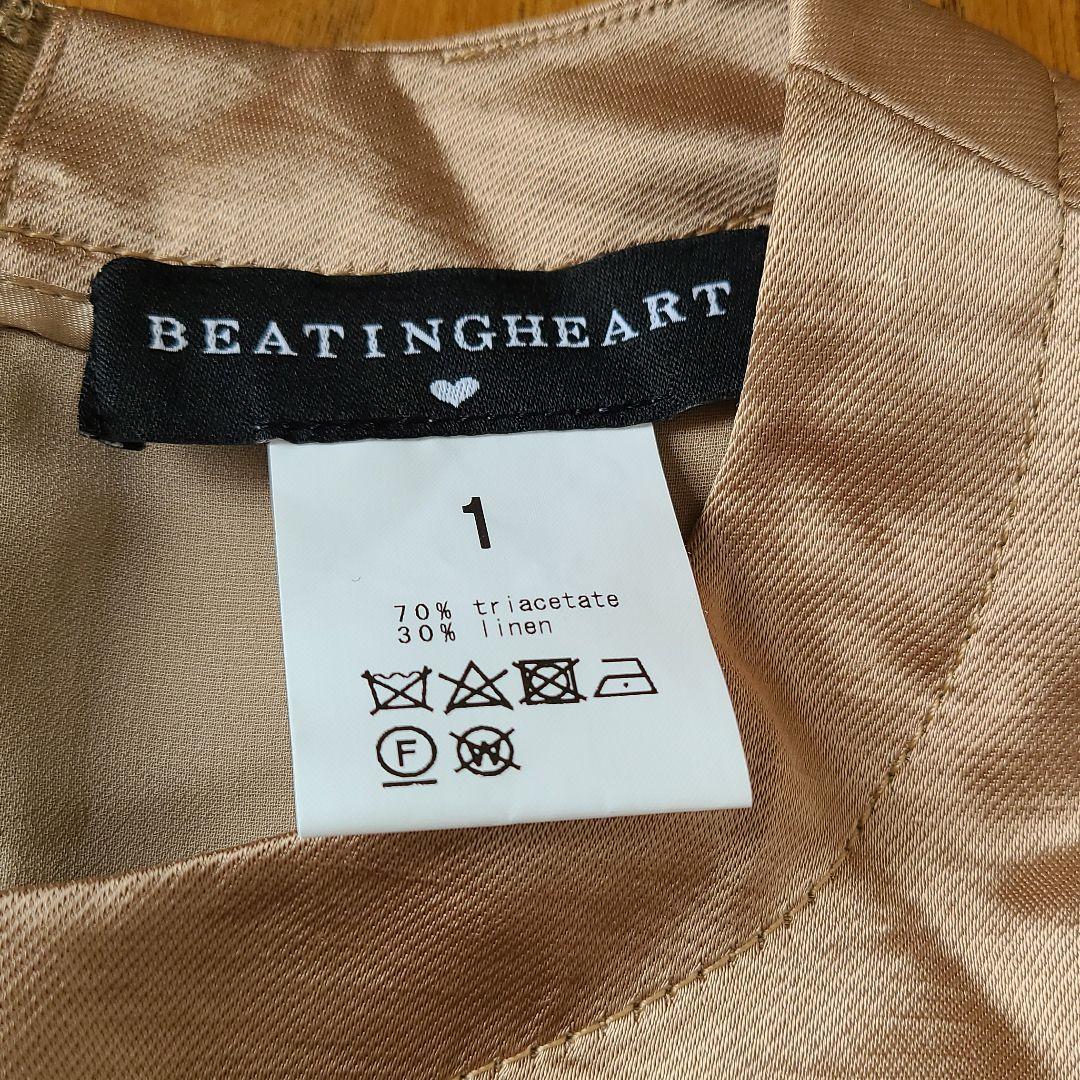 BEATINGHEART
1
70% triacetate
30% linen
F W